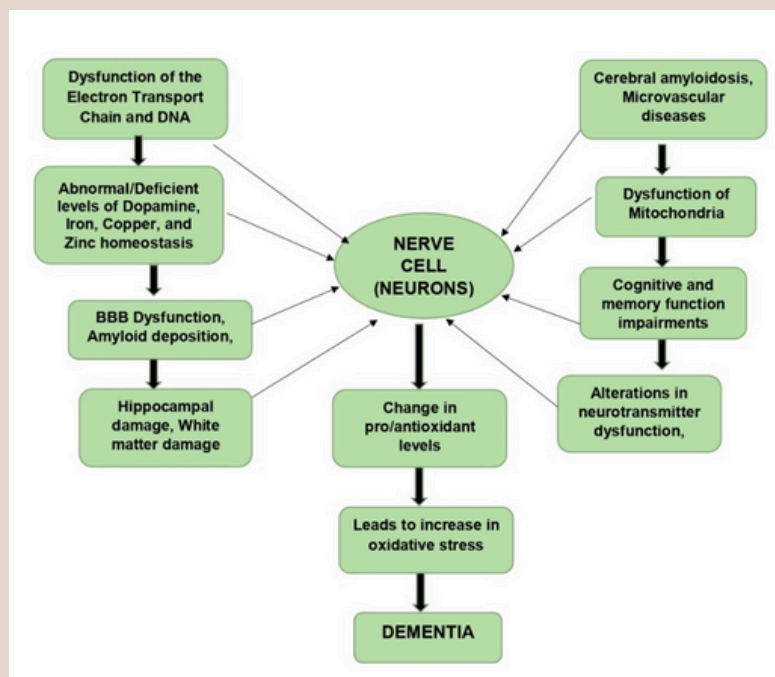 Dysfunction of the
Electron Transport
Chain and DNA
Abnormal/Deficient
levels of Dopamine,
Iron, Copper, and
Zinc homeostasis
BBB Dysfunction,
Amyloid deposition,
Hippocampal
damage, White
matter damage
NERVE
CELL
(NEURONS)
Change in
pro/antioxidant
levels
Leads to increase in
oxidative stress
DEMENTIA
Cerebral amyloidosis,
Microvascular
diseases
Dysfunction of
Mitochondria
Cognitive and
memory function
impairments
Alterations in
neurotransmitter
dysfunction,